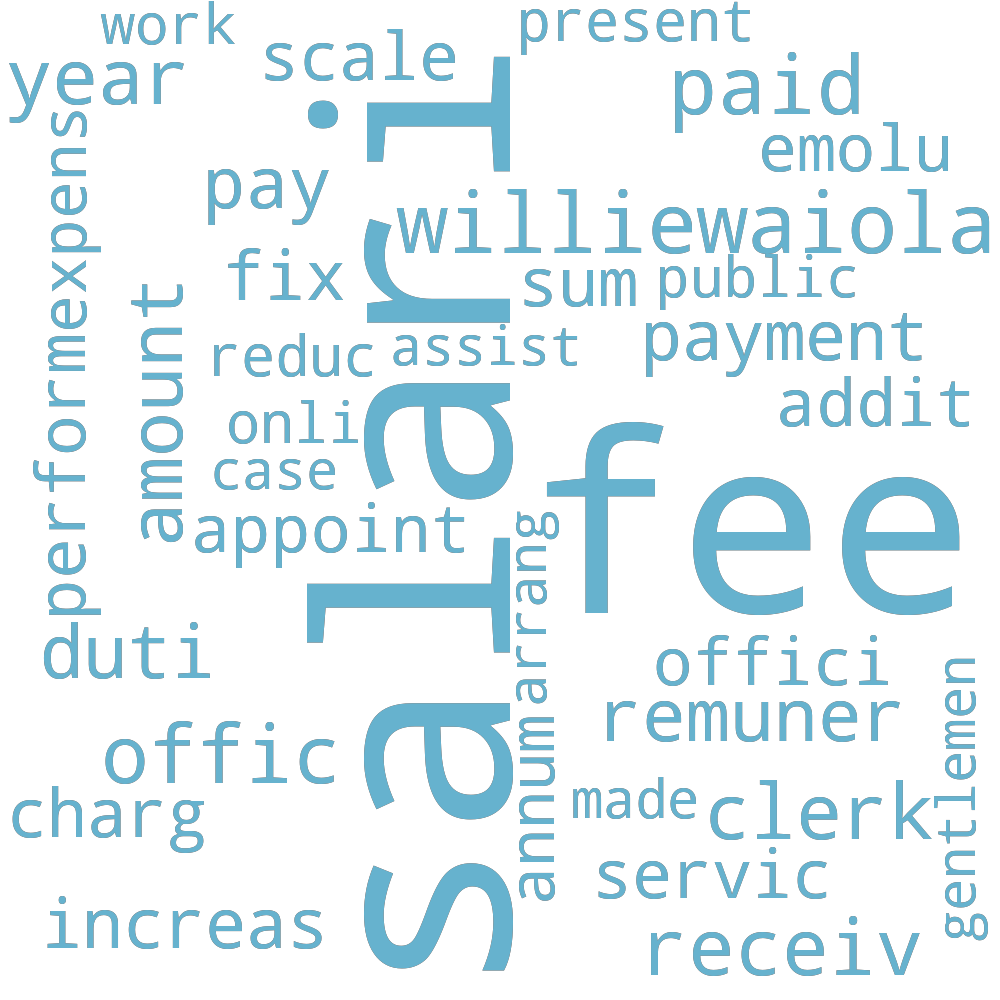 work
present
scale
year
paid
emolu
pay
williewaiola
expens
fix
sum
public
amount
reduc
assist
payment
addit
onli
case
salari
fee
appoint
perform
arrang
duti
offici
remuner
offic
annum
made
clerk
gentlemen
charg
servic
increas
receiv